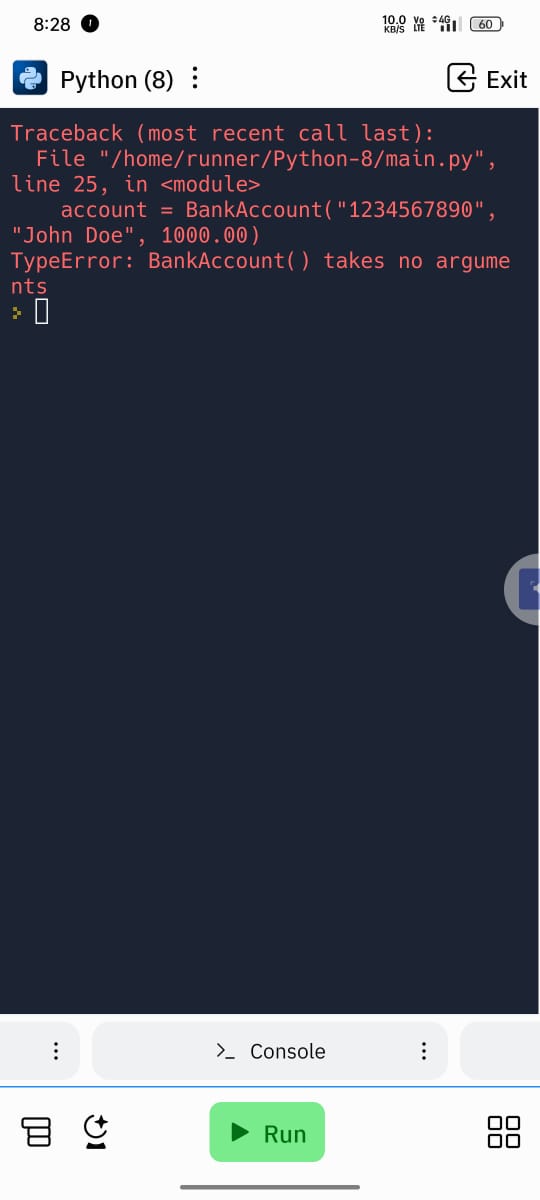 8:28 10.0 KB/S Vo LTE 4G 60
Python (8) Exit
Traceback (most recent call last):
  File "/home/runner/Python-8/main.py",
line 25, in <module>
    account = BankAccount("1234567890",
"John Doe", 1000.00)
TypeError: BankAccount() takes no argume
nts
>_ Console
Run